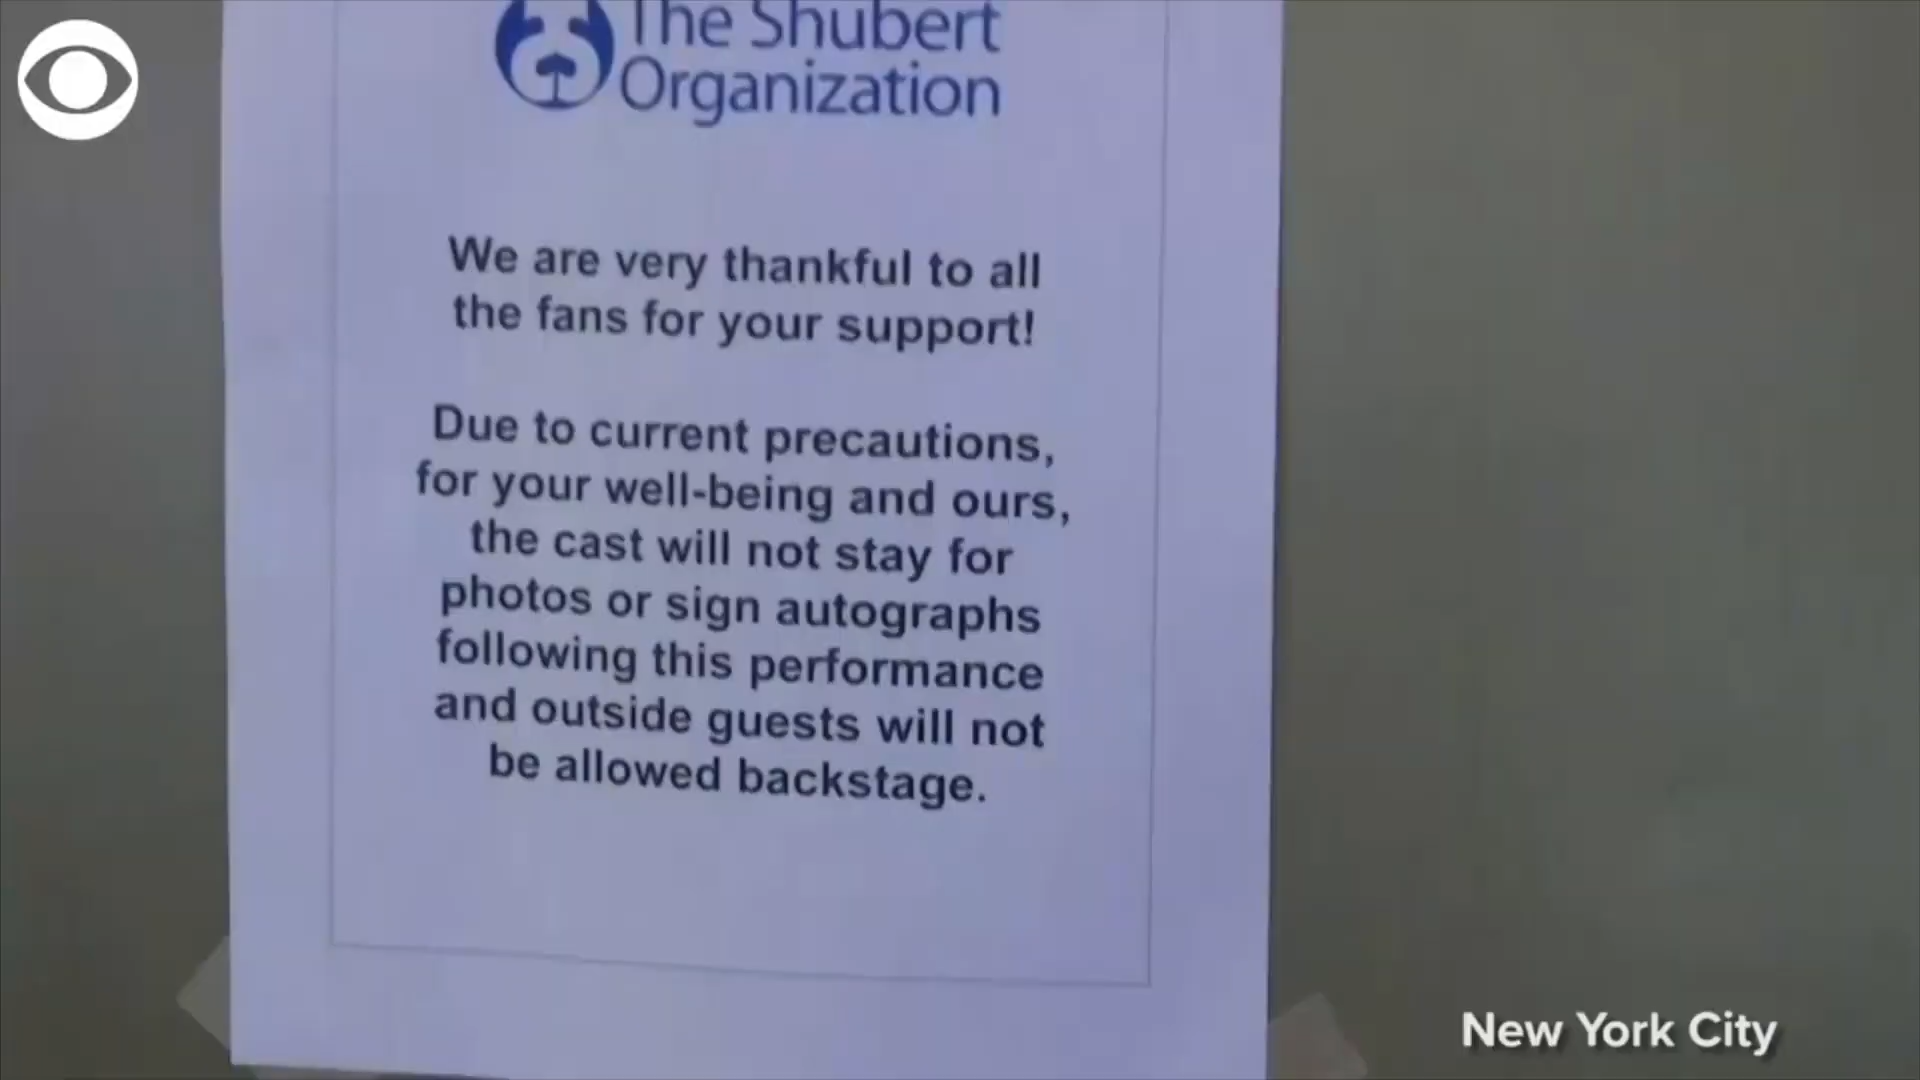 The Shubert
Organization
We are very thankful to all
the fans for your support!
Due to current precautions,
for your well-being and ours,
the cast will not stay for
photos or sign autographs
following this performance
and outside guests will not
be allowed backstage.
New York City